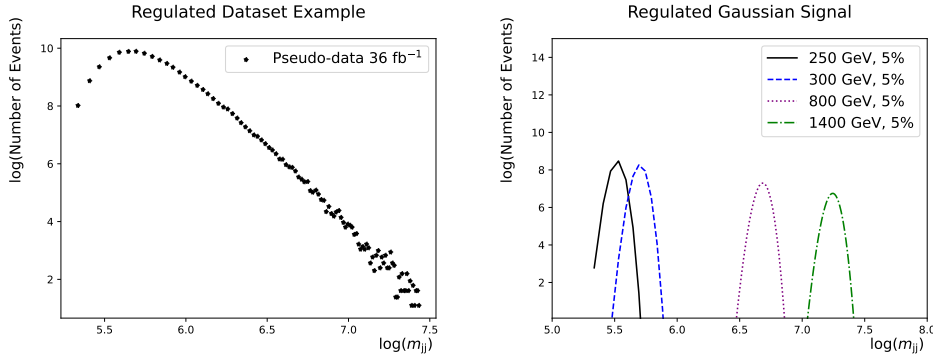 Regulated Dataset Example
log(Number of Events)
10
8
6
4
2
Pseudo-data 36 fb⁻¹
5.5 6.0 6.5 7.0 7.5
log(m_jj)
Regulated Gaussian Signal
log(Number of Events)
14
12
10
8
6
4
2
250 GeV, 5%
300 GeV, 5%
800 GeV, 5%
1400 GeV, 5%
5.0 5.5 6.0 6.5 7.0 7.5 8.0
log(m_jj)